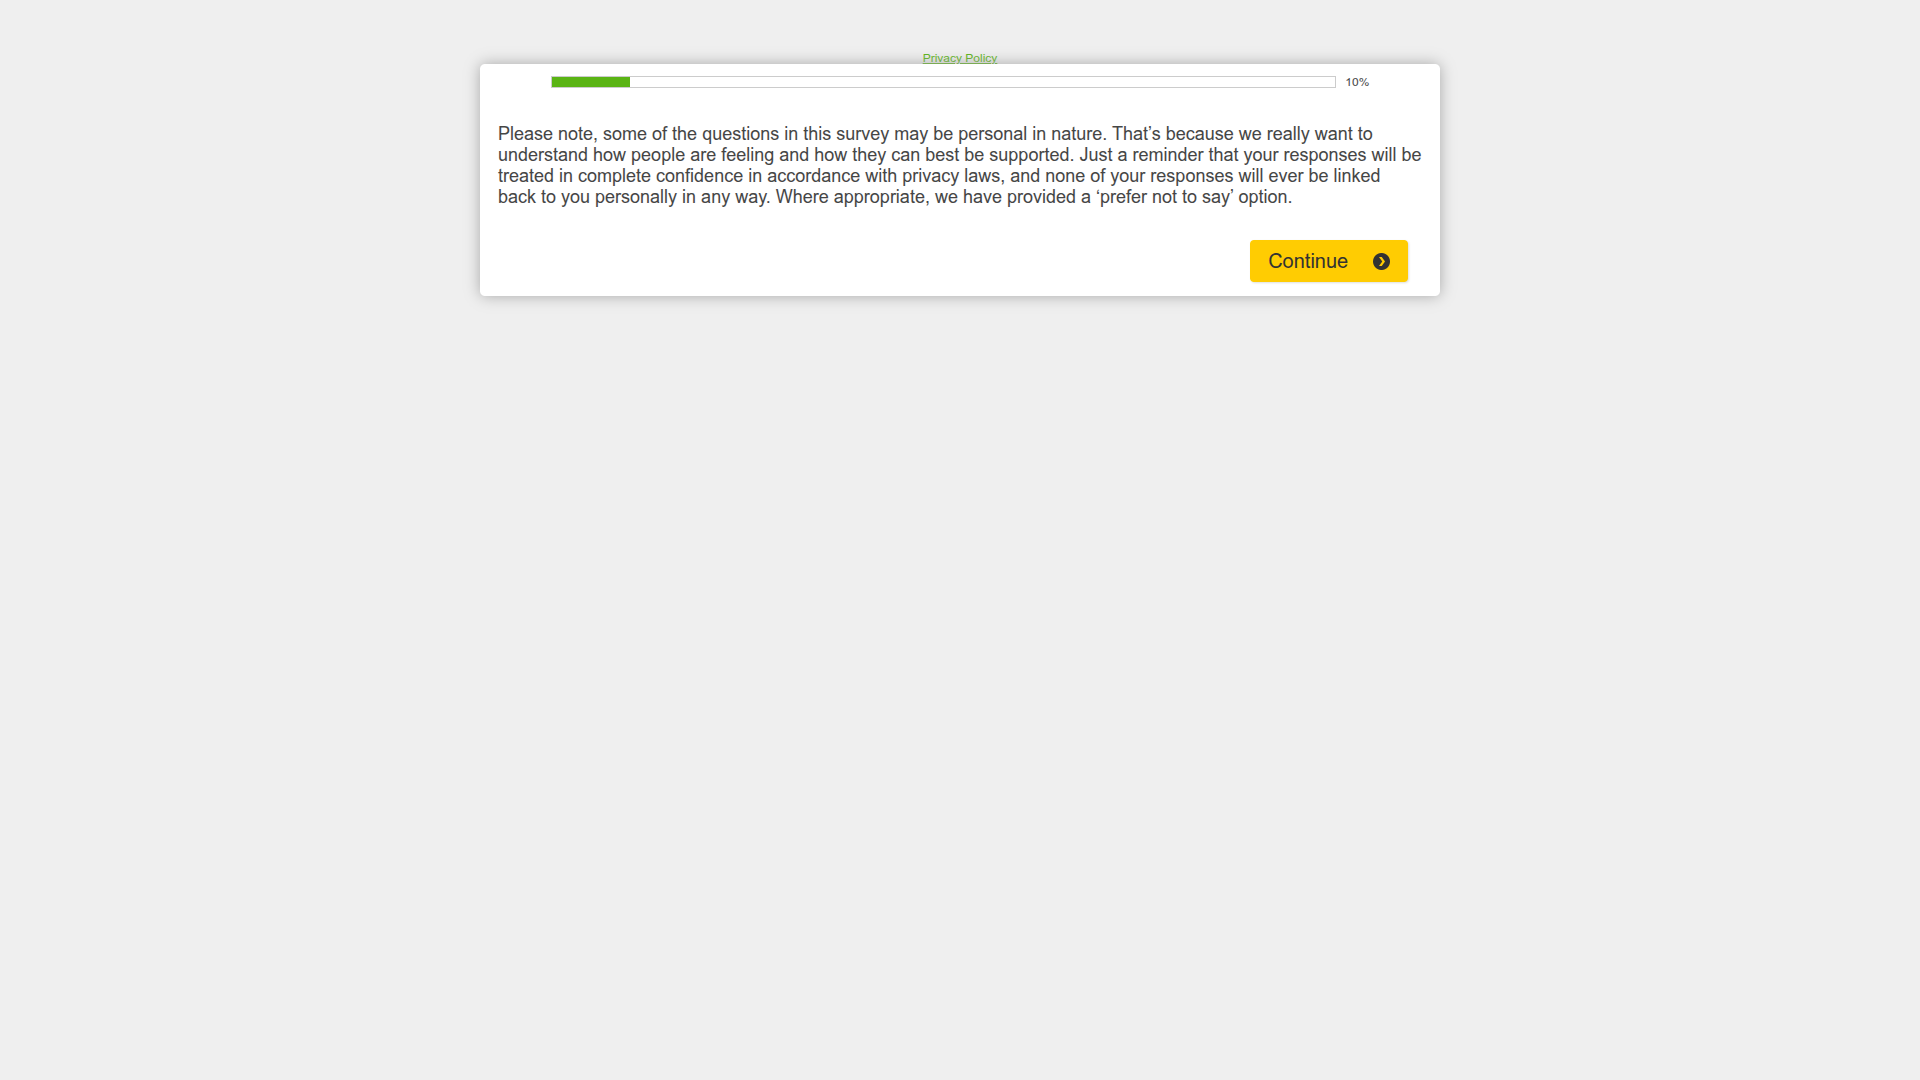 Privacy Policy
10%
Please note, some of the questions in this survey may be personal in nature. That’s because we really want to
understand how people are feeling and how they can best be supported. Just a reminder that your responses will be
treated in complete confidence in accordance with privacy laws, and none of your responses will ever be linked
back to you personally in any way. Where appropriate, we have provided a ‘prefer not to say’ option.
Continue